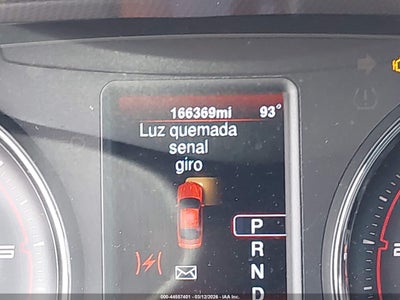 166369mi 93°
Luz quemada
senal
giro
P
R
N
D
000-44557401 - 03/12/2026 - IAA Inc.